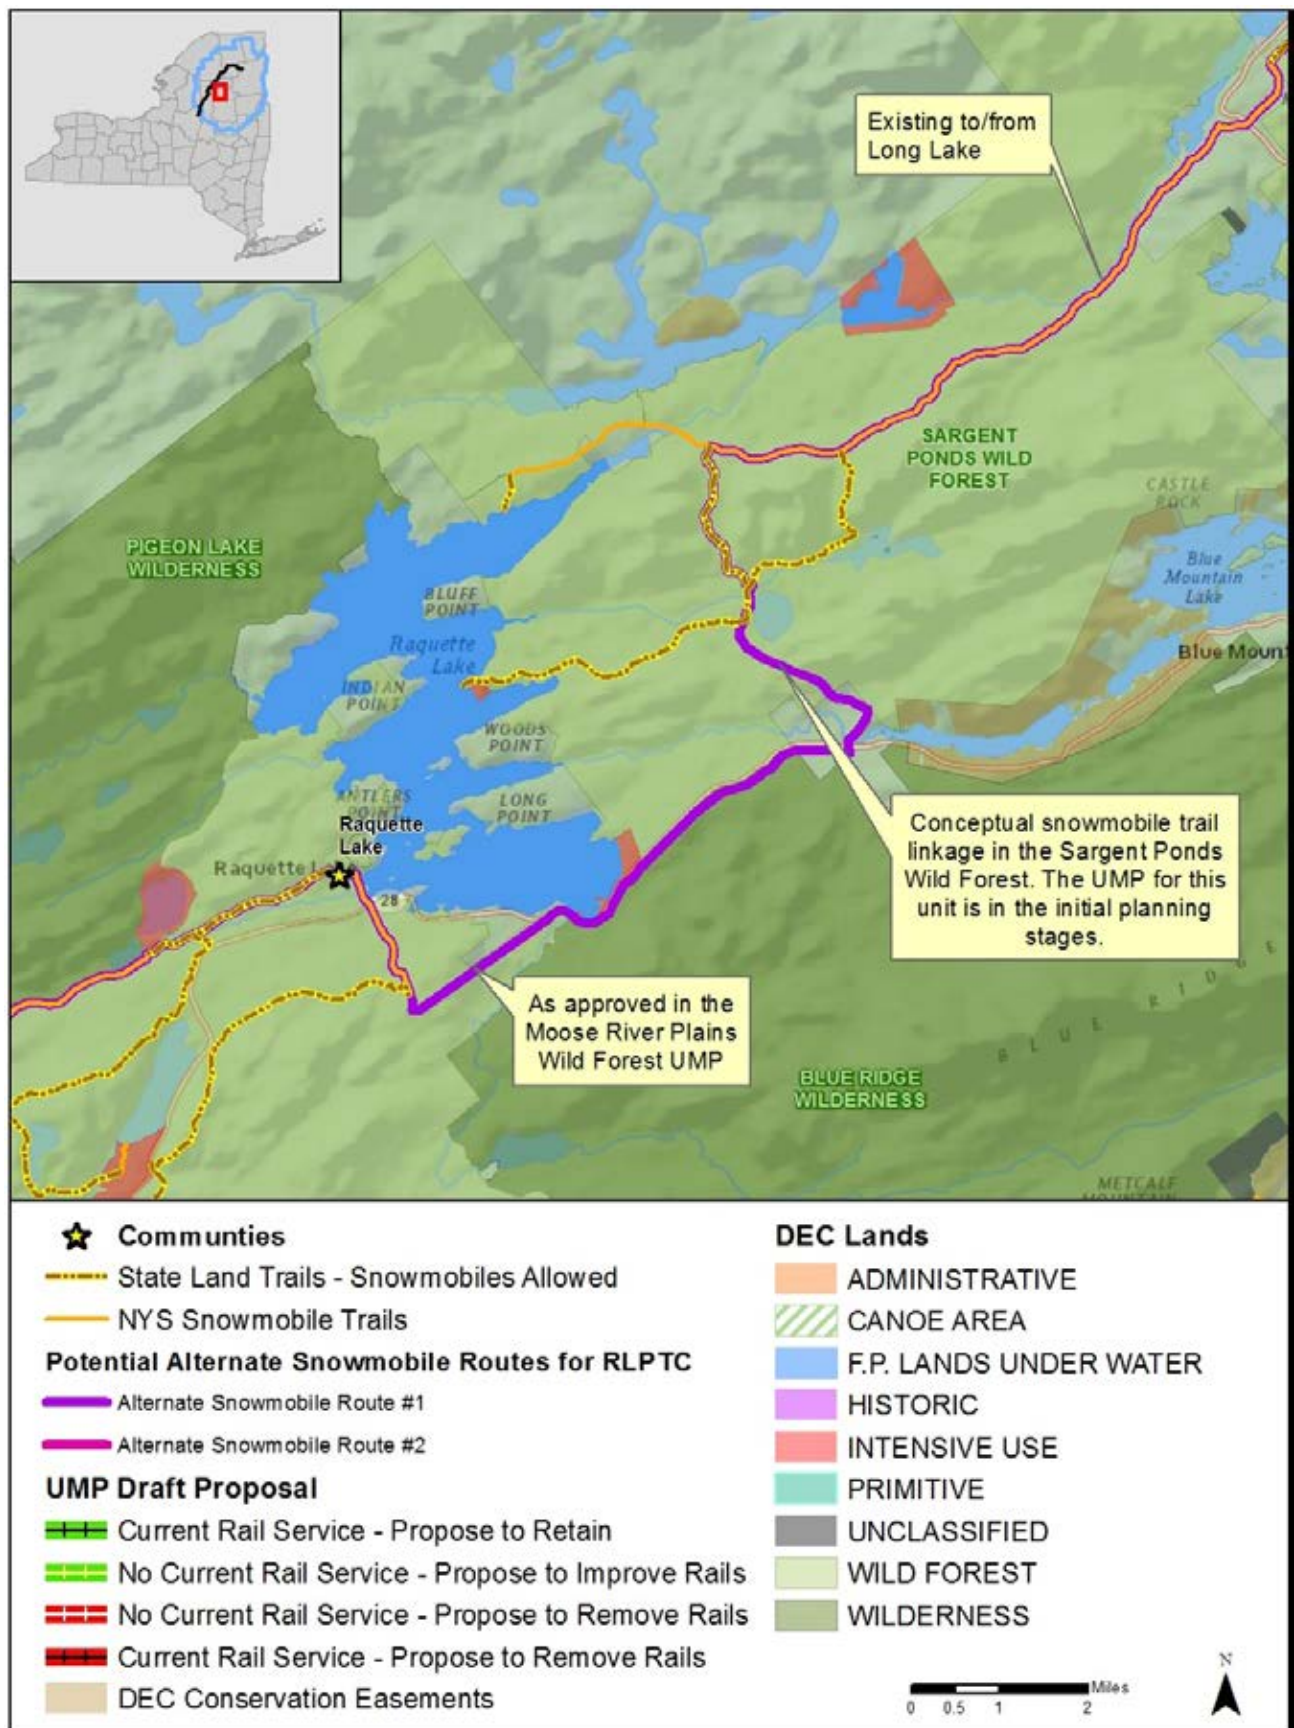 Existing to/from
Long Lake
SARGENT
PONDS WILD
FOREST
CASTLE
ROCK
PIGEON LAKE
WILDERNESS
Blue
Mountain
Lake
BLUFF
POINT
Raquette
Lake
Blue Mount
INDIAN
POINT
WOODS
POINT
ANTLERS
POINT
LONG
POINT
Raquette
Lake
Raquette
28
Conceptual snowmobile trail
linkage in the Sargent Ponds
Wild Forest. The UMP for this
unit is in the initial planning
stages.
As approved in the
Moose River Plains
Wild Forest UMP
BLUE RIDGE
BLUE RIDGE
WILDERNESS
METCALF
MOUNTAIN
Communties
State Land Trails - Snowmobiles Allowed
NYS Snowmobile Trails
Potential Alternate Snowmobile Routes for RLPTC
Alternate Snowmobile Route #1
Alternate Snowmobile Route #2
UMP Draft Proposal
Current Rail Service - Propose to Retain
No Current Rail Service - Propose to Improve Rails
No Current Rail Service - Propose to Remove Rails
Current Rail Service - Propose to Remove Rails
DEC Conservation Easements
DEC Lands
ADMINISTRATIVE
CANOE AREA
F.P. LANDS UNDER WATER
HISTORIC
INTENSIVE USE
PRIMITIVE
UNCLASSIFIED
WILD FOREST
WILDERNESS
N
Miles
0 0.5 1 2